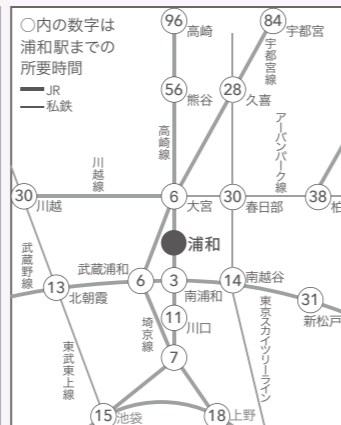 ○内の数字は
浦和駅までの
所要時間
JR
私鉄
96
高崎
84
宇都宮
宇都宮線
56
熊谷
28
久喜
高崎線
アーバンパーク線
川越線
30
川越
6
大宮
30
春日部
38
柏
浦和
武蔵野線
武蔵浦和
13
北朝霞
6
3
南浦和
14
南越谷
31
新松戸
11
川口
埼京線
東京スカイツリーライン
東武東上線
7
15
池袋
18
上野